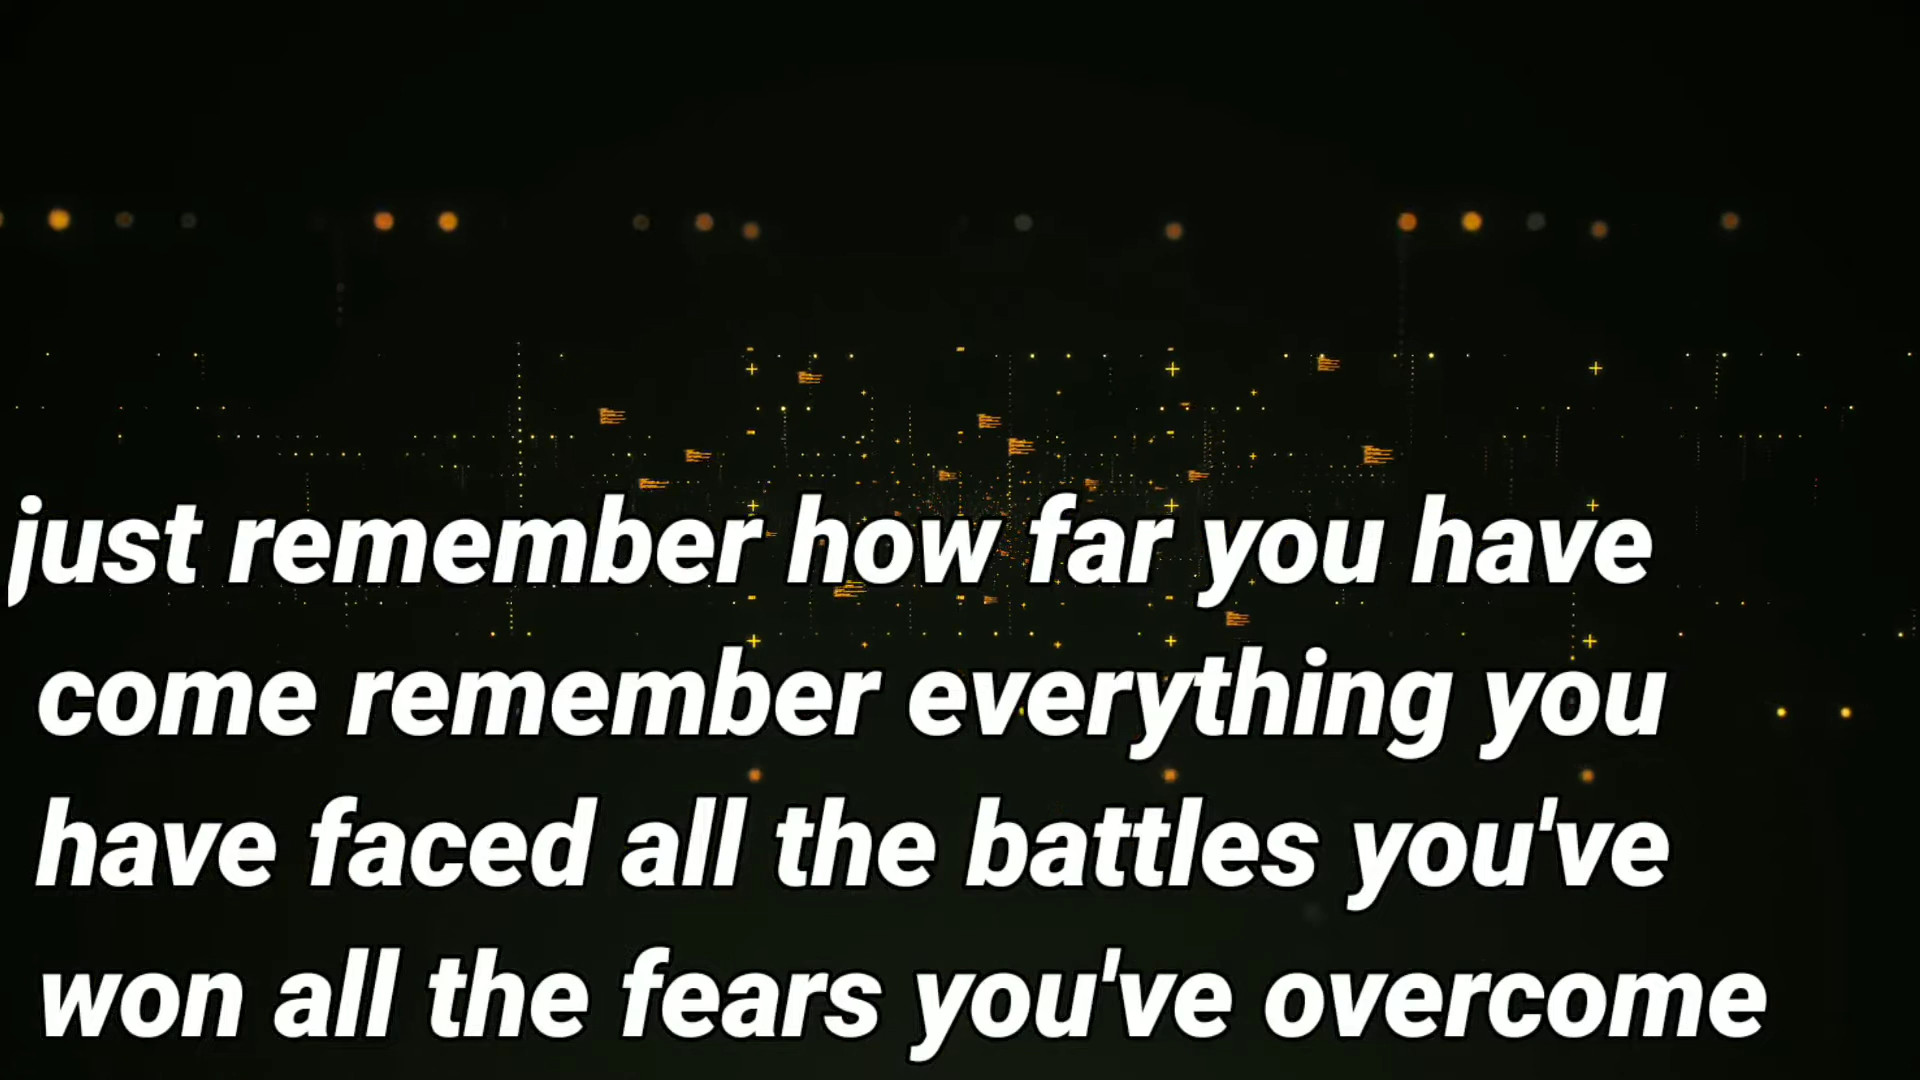 just remember how far you have
come remember everything you
have faced all the battles you've
won all the fears you've overcome